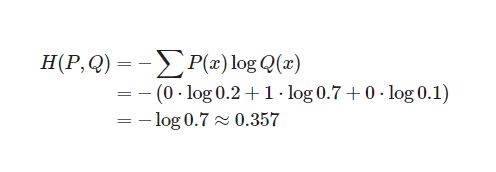 H(P, Q) = − ∑ P(x) log Q(x)
= − (0 · log 0.2 + 1 · log 0.7 + 0 · log 0.1)
= − log 0.7 ≈ 0.357